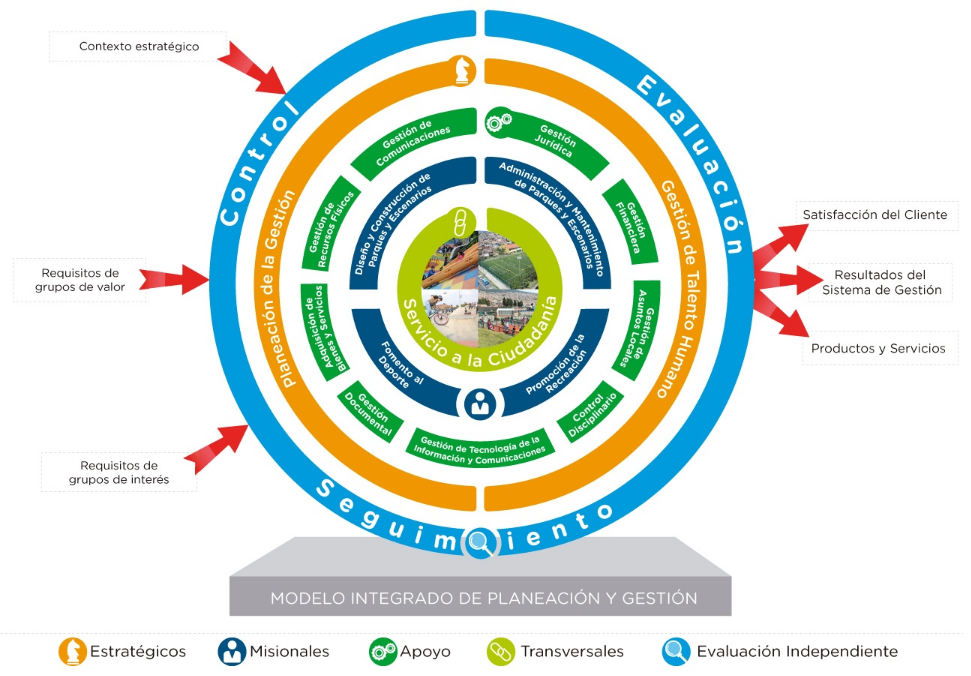 Contexto estratégico
Requisitos de
grupos de valor
Requisitos de
grupos de interés
Control
Evaluación
Seguimiento
Planeación de la Gestión
Gestión de Talento Humano
Gestión de
Comunicaciones
Gestión
Jurídica
Gestión de
Recursos Físicos
Gestión
Financiera
Adquisición de
Bienes y Servicios
Gestión de
Asuntos Locales
Gestión
Documental
Control
Disciplinario
Gestión de Tecnología de la
Información y Comunicaciones
Diseño y Construcción de
Parques y Escenarios
Administración y Mantenimiento
de Parques y Escenarios
Fomento al
Deporte
Promoción de la
Recreación
Servicio a la Ciudadanía
Satisfacción del Cliente
Resultados del
Sistema de Gestión
Productos y Servicios
MODELO INTEGRADO DE PLANEACIÓN Y GESTIÓN
Estratégicos
Misionales
Apoyo
Transversales
Evaluación Independiente